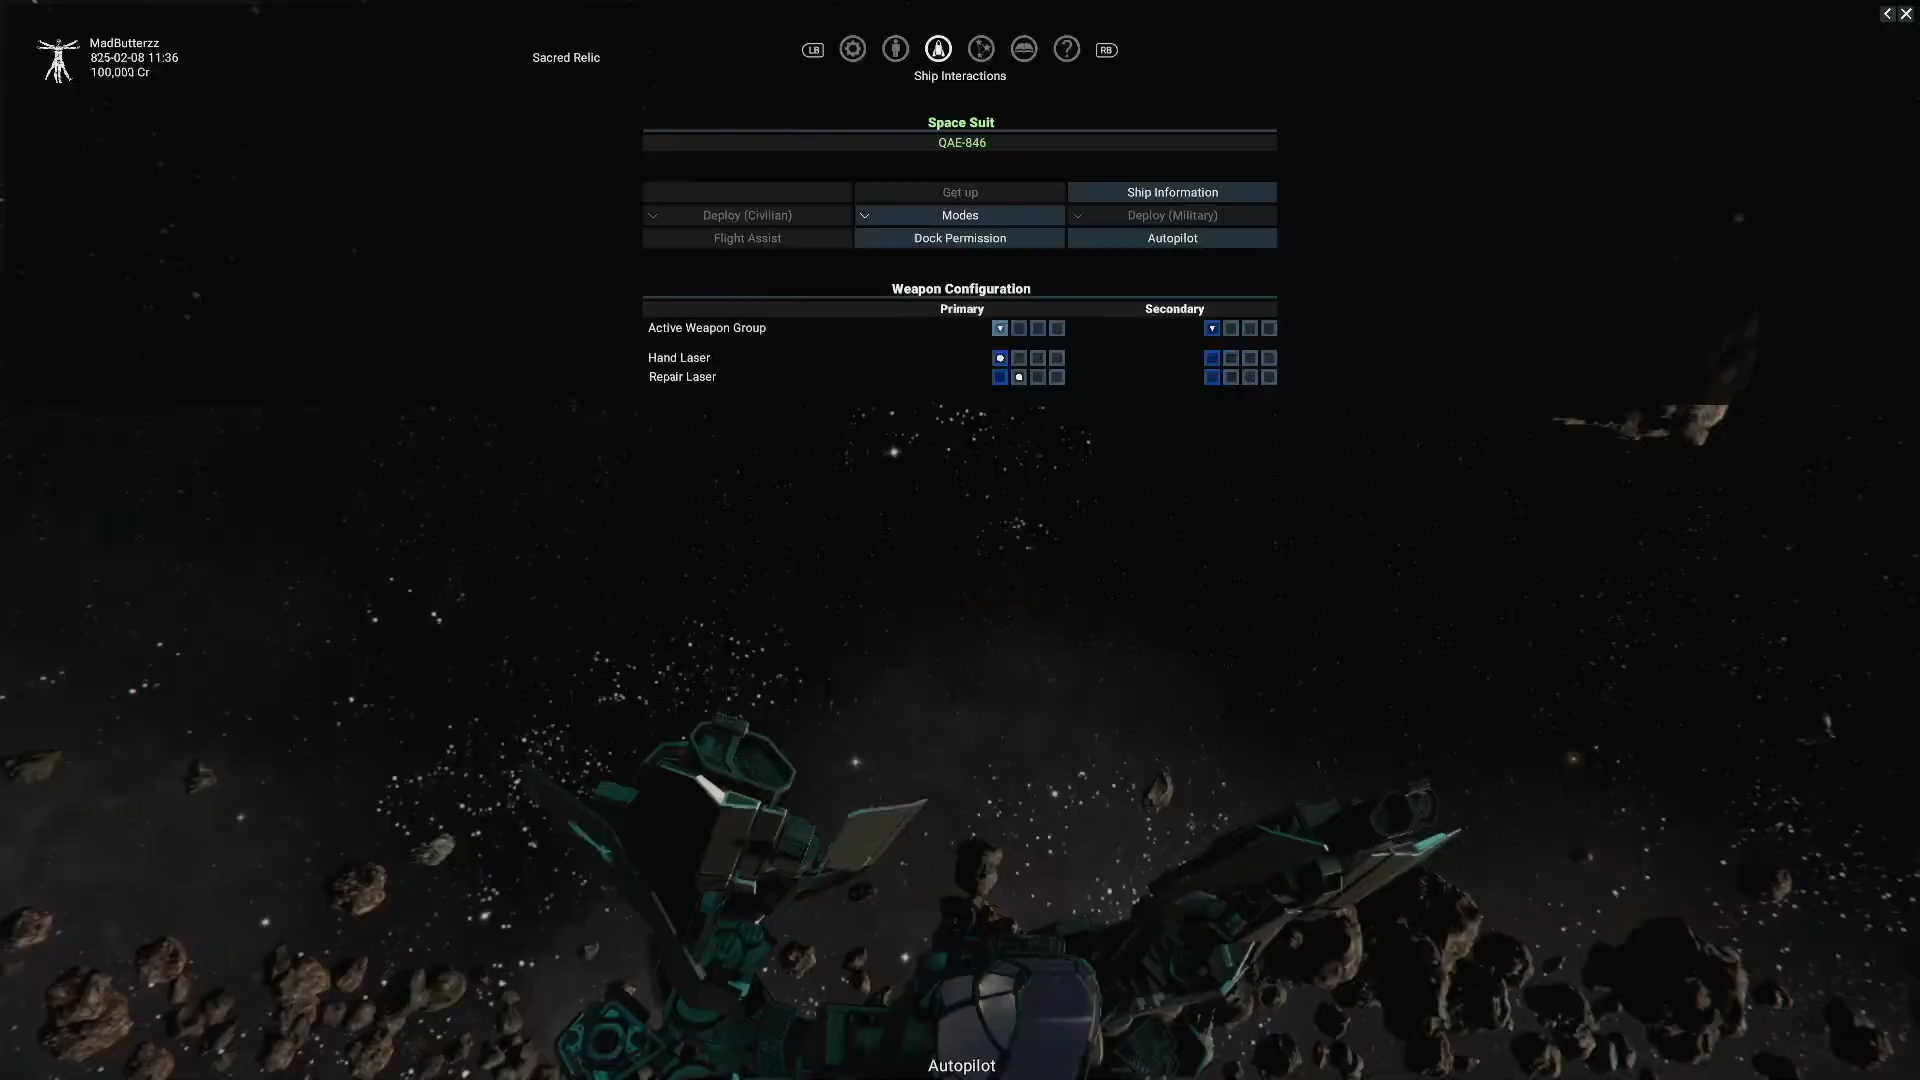 MadButterzz
825-02-08 11:36
100,000 Cr
Sacred Relic
LB
?
RB
Ship Interactions
Space Suit
QAE-846
Get up
Ship Information
Deploy (Civilian)
Modes
Deploy (Military)
Flight Assist
Dock Permission
Autopilot
Weapon Configuration
Primary
Secondary
Active Weapon Group
Hand Laser
Repair Laser
Autopilot